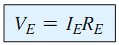 V_E = I_E R_E